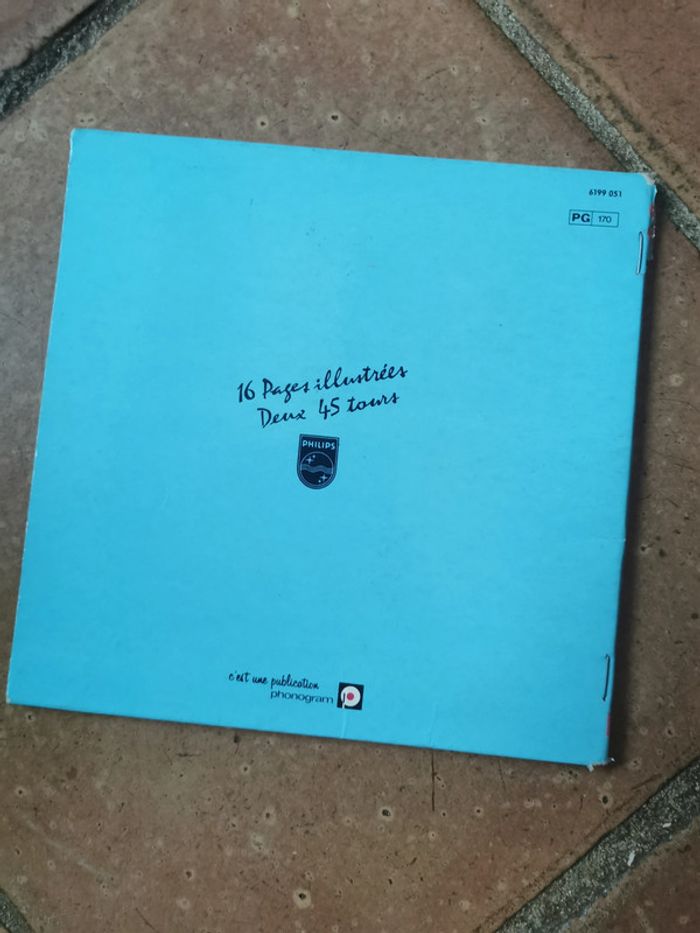 6199 051
PG 170
16 Pages illustrées
Deux 45 tours
PHILIPS
c'est une publication
phonogram